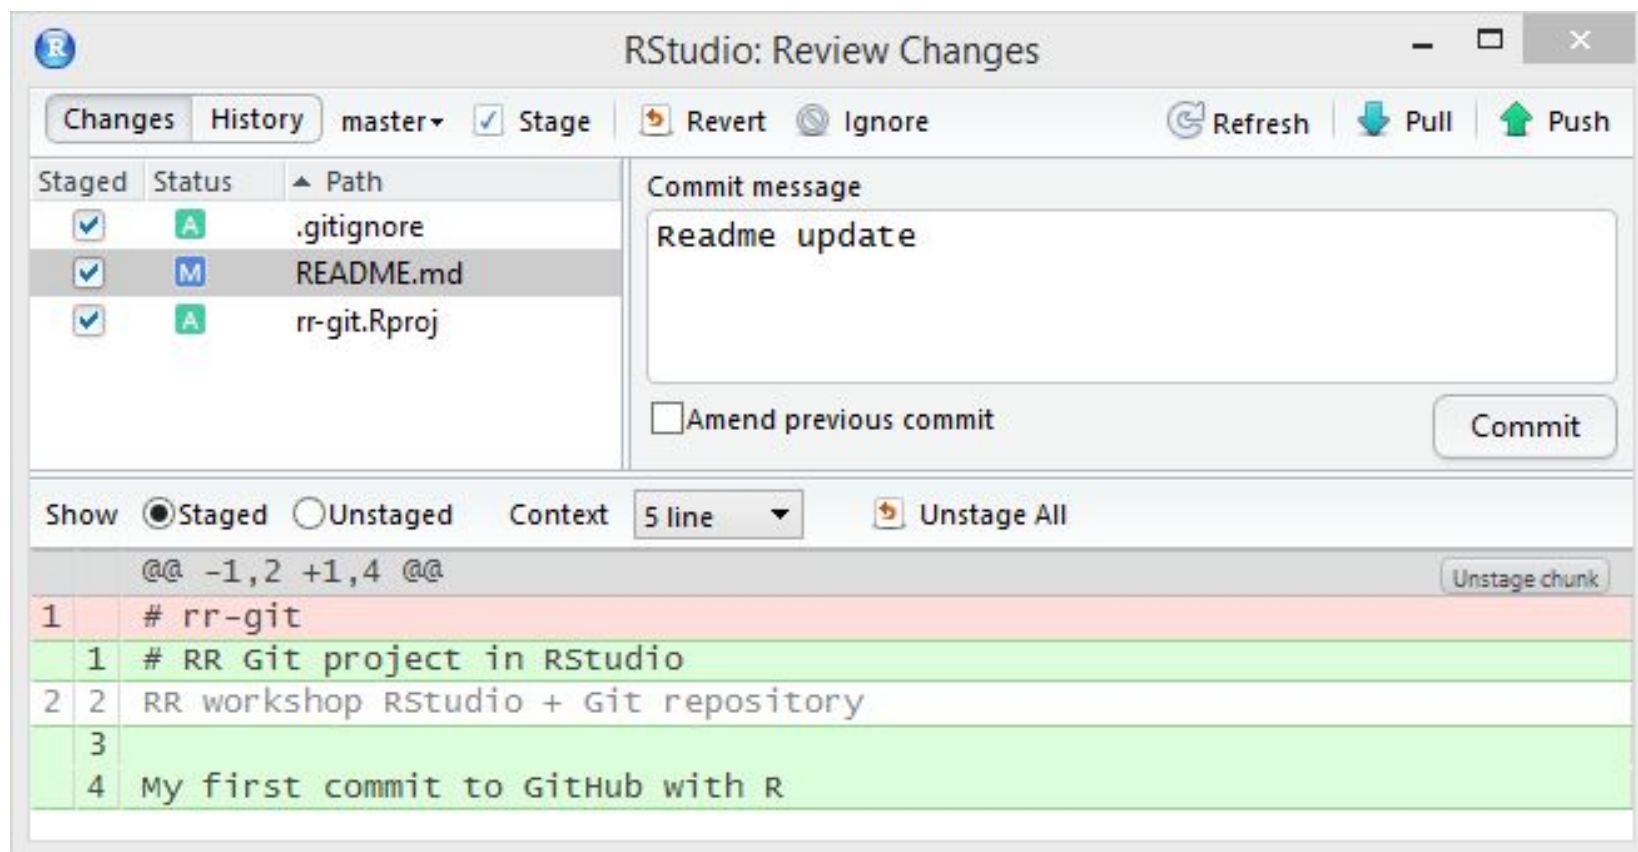 R
RStudio: Review Changes
Changes History master Stage Revert Ignore Refresh Pull Push
Staged Status Path
A .gitignore
M README.md
A rr-git.Rproj
Commit message
Readme update
Amend previous commit
Commit
Show Staged Unstaged Context 5 line Unstage All
@@ -1,2 +1,4 @@ Unstage chunk
1 # rr-git
1 # RR Git project in RStudio
2 2 RR workshop RStudio + Git repository
3
4 My first commit to GitHub with R